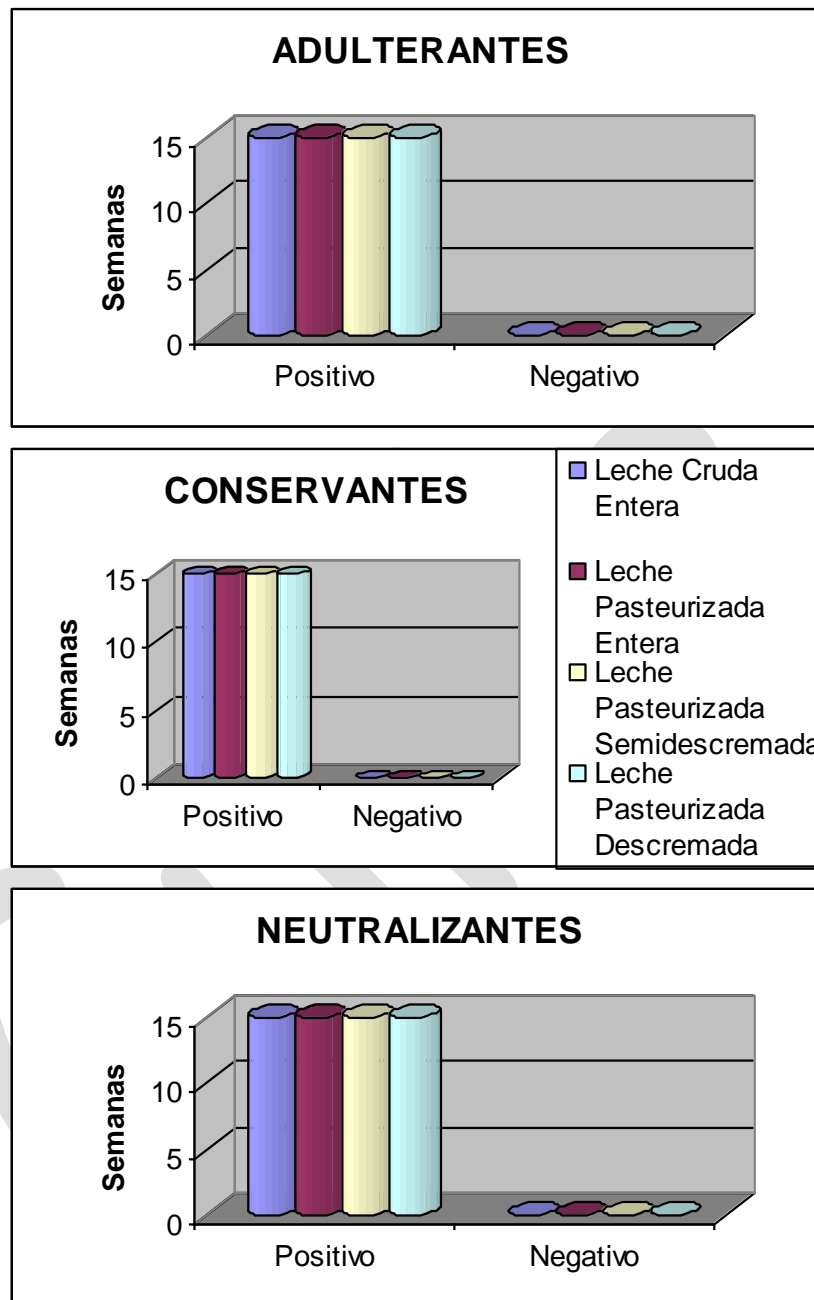 ADULTERANTES
Semanas
15
10
5
0
Positivo Negativo
CONSERVANTES
Semanas
15
10
5
0
Positivo Negativo
Leche Cruda
Entera
Leche
Pasteurizada
Entera
Leche
Pasteurizada
Semidescremada
Leche
Pasteurizada
Descremada
NEUTRALIZANTES
Semanas
15
10
5
0
Positivo Negativo